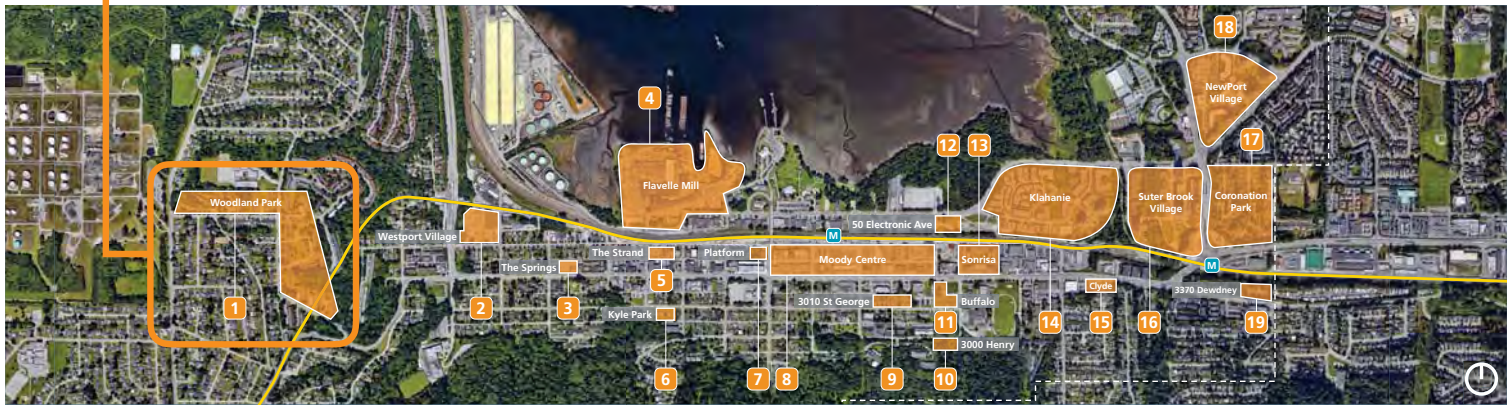 18
NewPort
Village
17
4
12
13
Flavelle Mill
Woodland Park
Klahanie
Suter Brook
Village
Coronation
Park
50 Electronic Ave
Westport Village
M
The Strand
Platform
Moody Centre
Sonrisa
M
The Springs
5
Clyde
3370 Dewdney
3010 St George
Buffalo
1
2
3
Kyle Park
11
14
15
16
19
3000 Henry
6
7
8
9
10